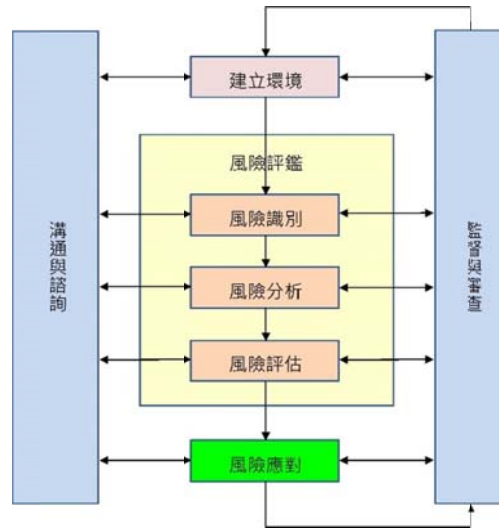 建立環境
風險評鑑
風險識別
風險分析
風險評估
風險應對
溝通與諮詢
監督與審查